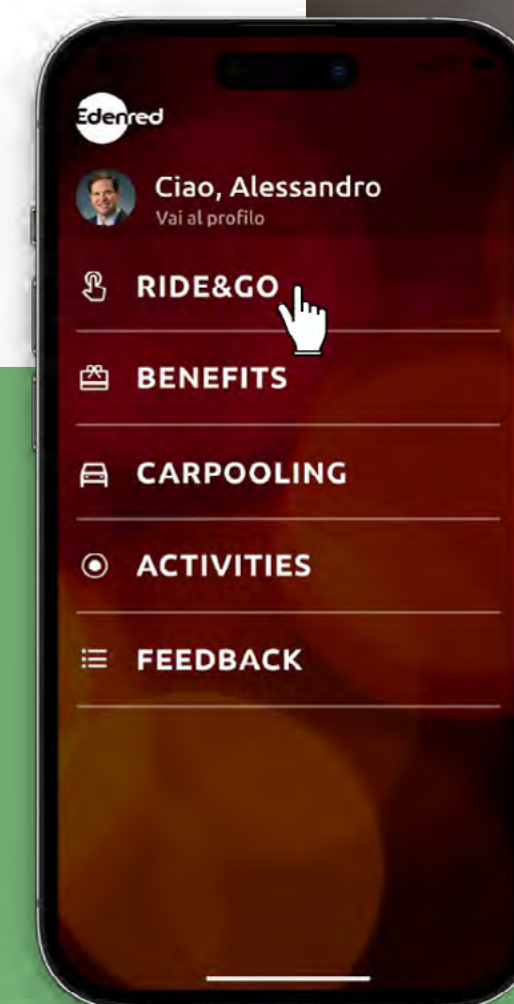 Edenred
Ciao, Alessandro
Vai al profilo
RIDE&GO
BENEFITS
CARPOOLING
ACTIVITIES
FEEDBACK